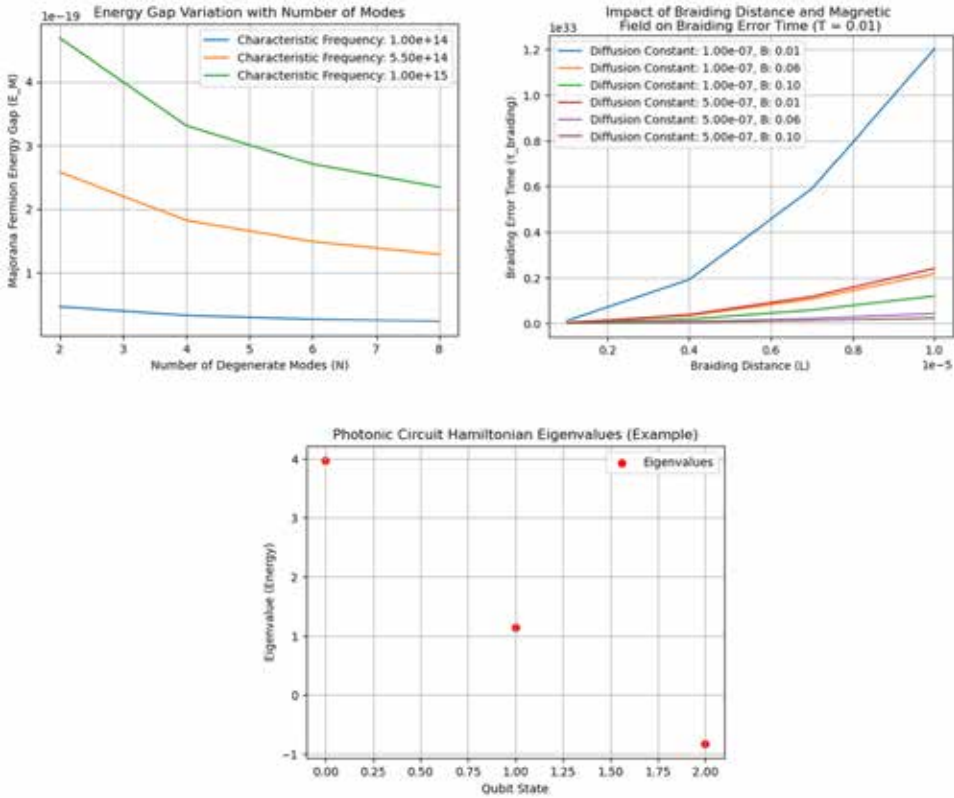 Energy Gap Variation with Number of Modes
1e−19
Characteristic Frequency: 1.00e+14
Characteristic Frequency: 5.50e+14
Characteristic Frequency: 1.00e+15
Majorana Fermion Energy Gap (E_M)
4
3
2
1
2 3 4 5 6 7 8
Number of Degenerate Modes (N)
Impact of Braiding Distance and Magnetic
Field on Braiding Error Time (T = 0.01)
1e33
Diffusion Constant: 1.00e-07, B: 0.01
Diffusion Constant: 1.00e-07, B: 0.06
Diffusion Constant: 1.00e-07, B: 0.10
Diffusion Constant: 5.00e-07, B: 0.01
Diffusion Constant: 5.00e-07, B: 0.06
Diffusion Constant: 5.00e-07, B: 0.10
Braiding Error Time (τ_braiding)
1.2
1.0
0.8
0.6
0.4
0.2
0.0
0.2 0.4 0.6 0.8 1.0
1e−5
Braiding Distance (L)
Photonic Circuit Hamiltonian Eigenvalues (Example)
Eigenvalues
Eigenvalue (Energy)
4
3
2
1
0
−1
0.00 0.25 0.50 0.75 1.00 1.25 1.50 1.75 2.00
Qubit State